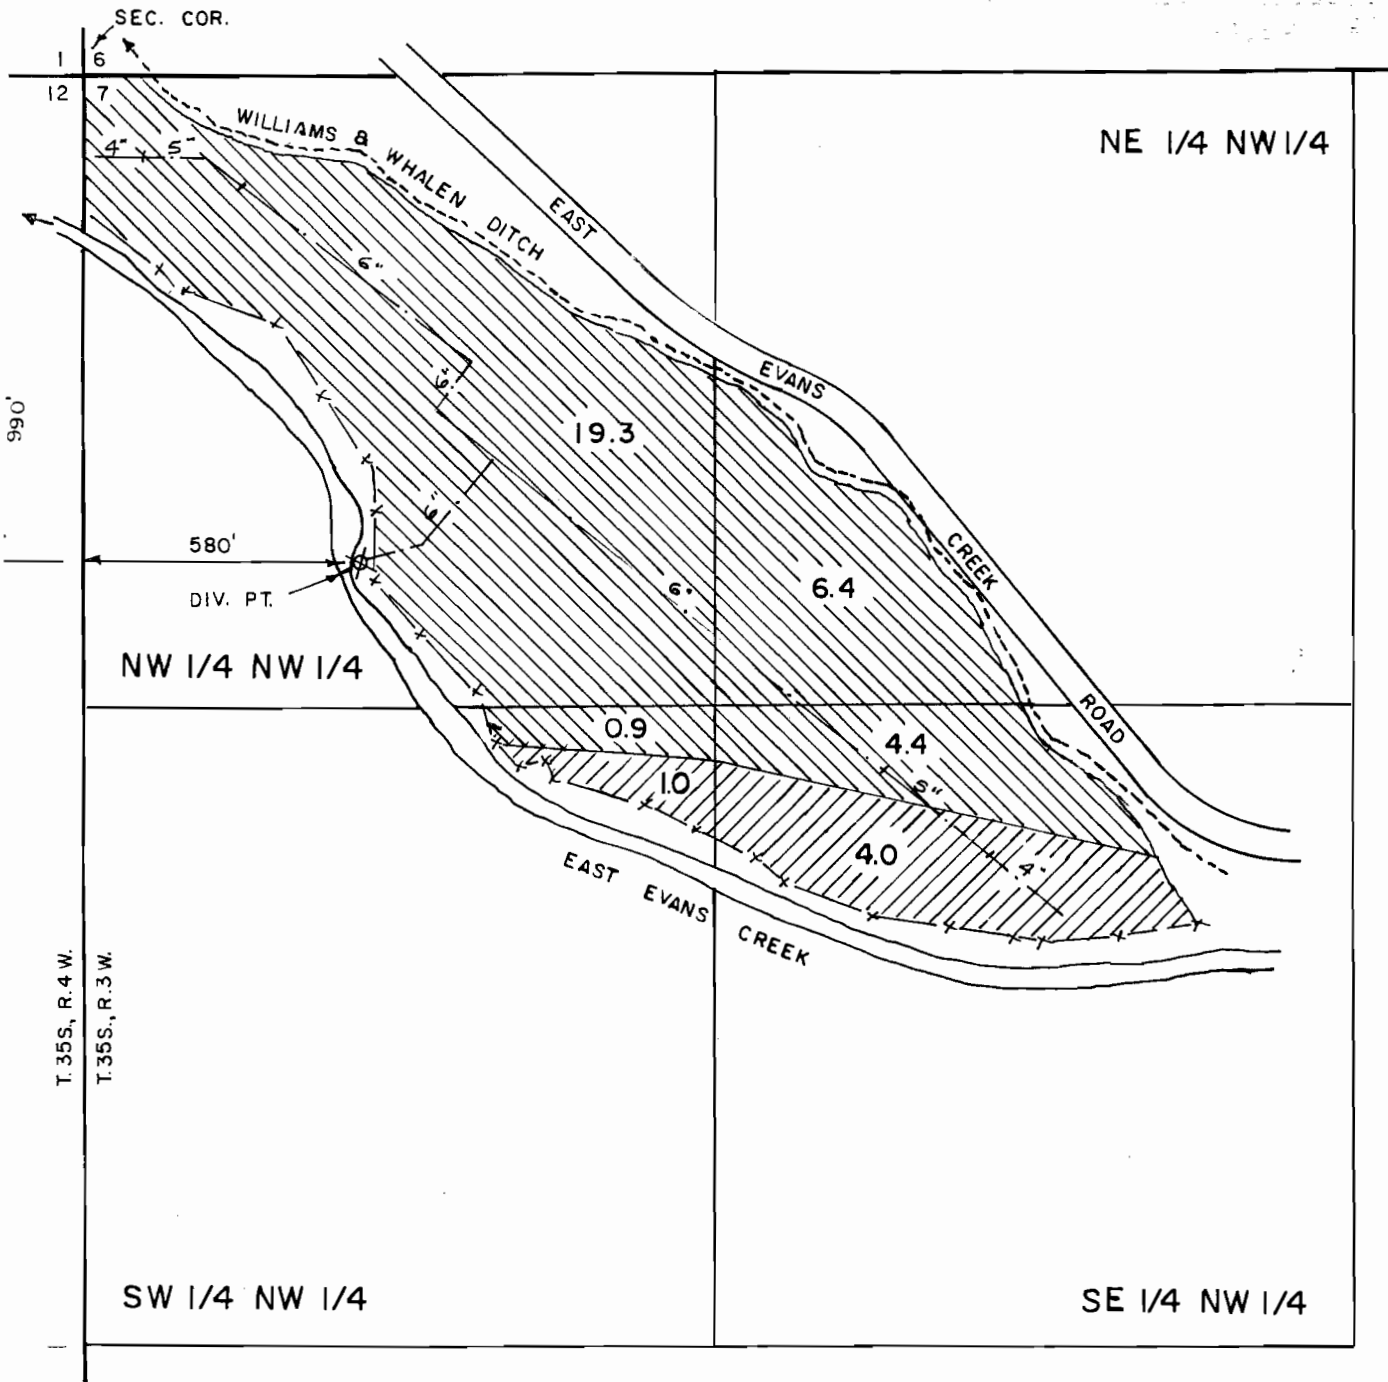 SEC. COR.
1 6
12 7
WILLIAMS & WHALEN DITCH
NE 1/4 NW 1/4
4" 5"
EAST EVANS CREEK ROAD
6"
6"
19.3
990'
6"
580'
6"
6.4
DIV. PT.
NW 1/4 NW 1/4
0.9
4.4
1.0
5"
4.0
4"
EAST EVANS CREEK
T.35S., R.4W.
T.35S., R.3W.
SW 1/4 NW 1/4
SE 1/4 NW 1/4